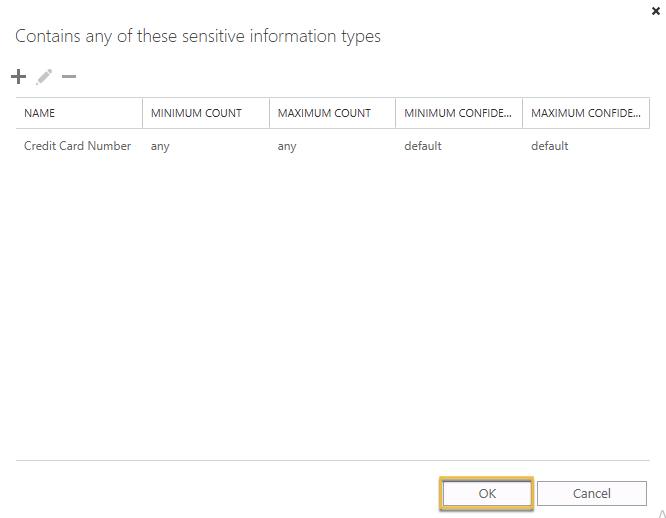 Contains any of these sensitive information types
NAME MINIMUM COUNT MAXIMUM COUNT MINIMUM CONFIDE... MAXIMUM CONFIDE...
Credit Card Number any any default default
OK Cancel